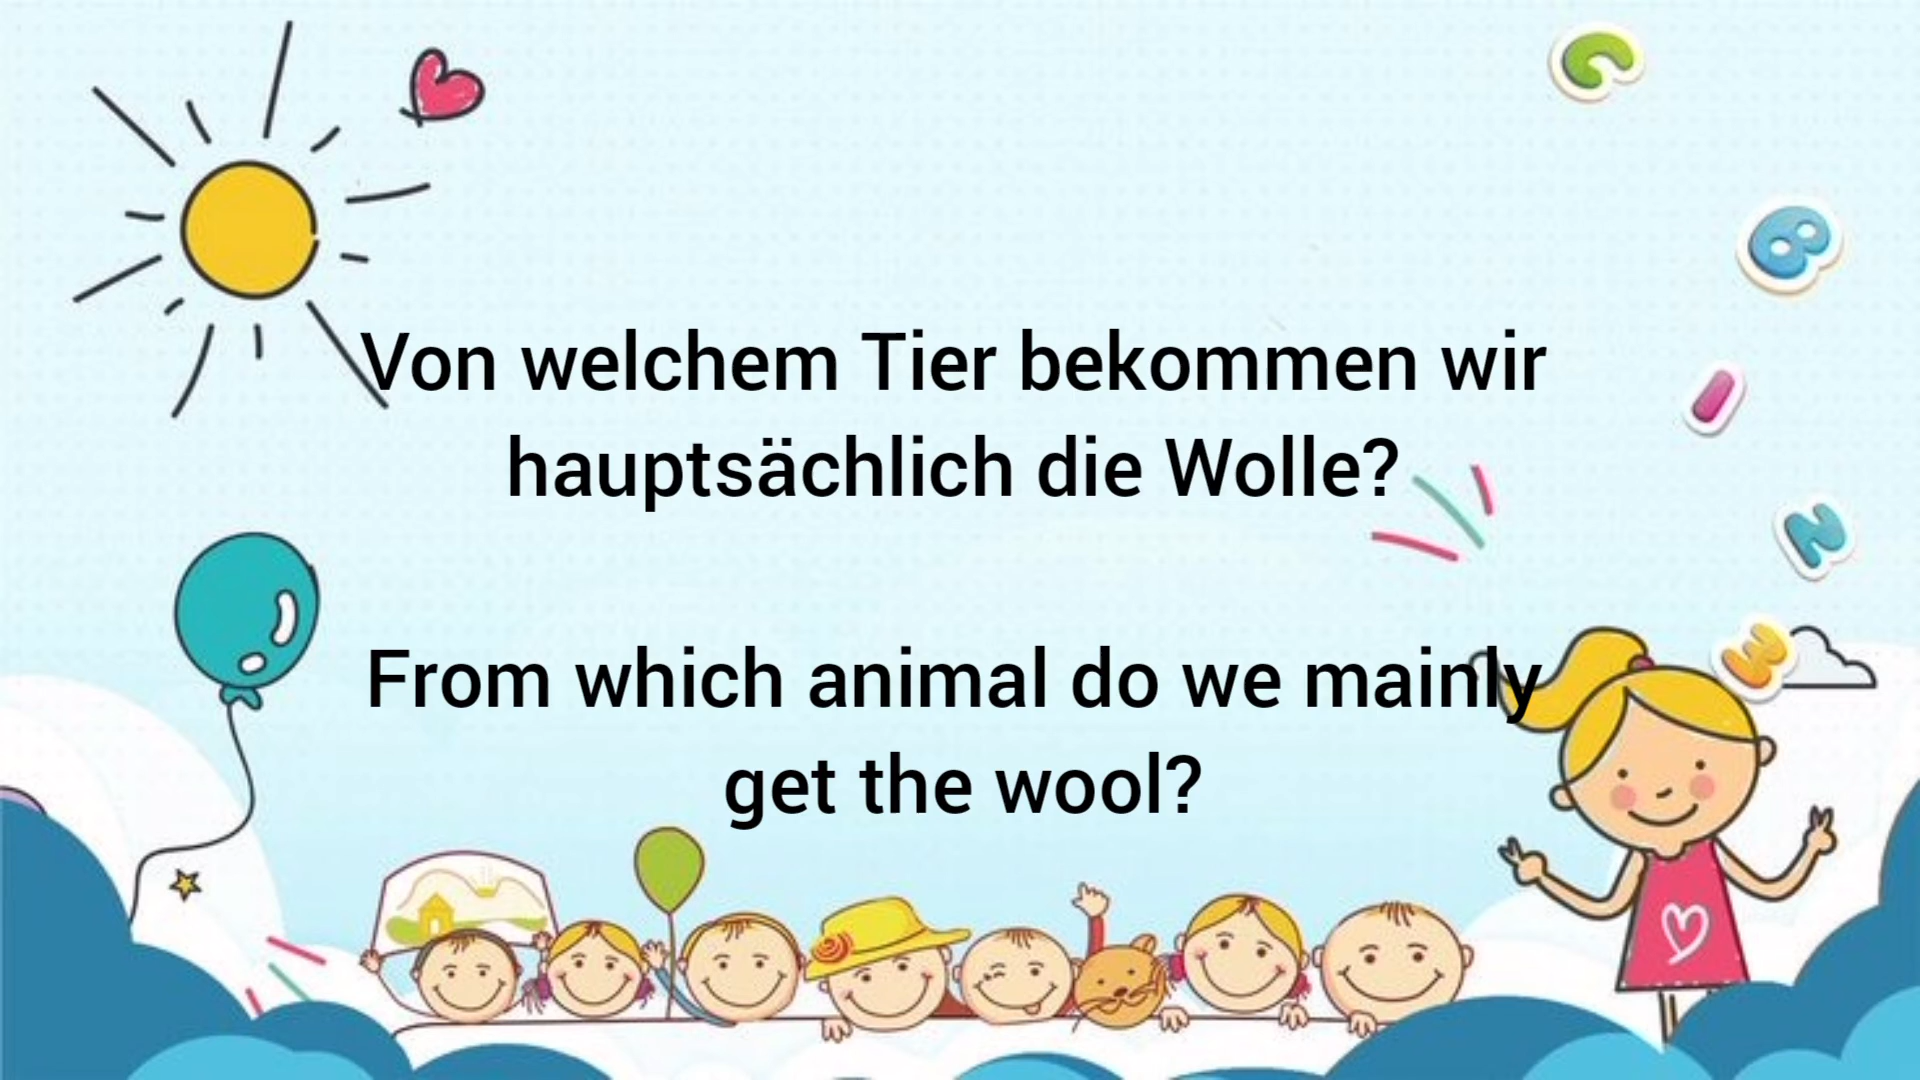 Von welchem Tier bekommen wir
hauptsächlich die Wolle?
From which animal do we mainly
get the wool?
C
B
I
N
M